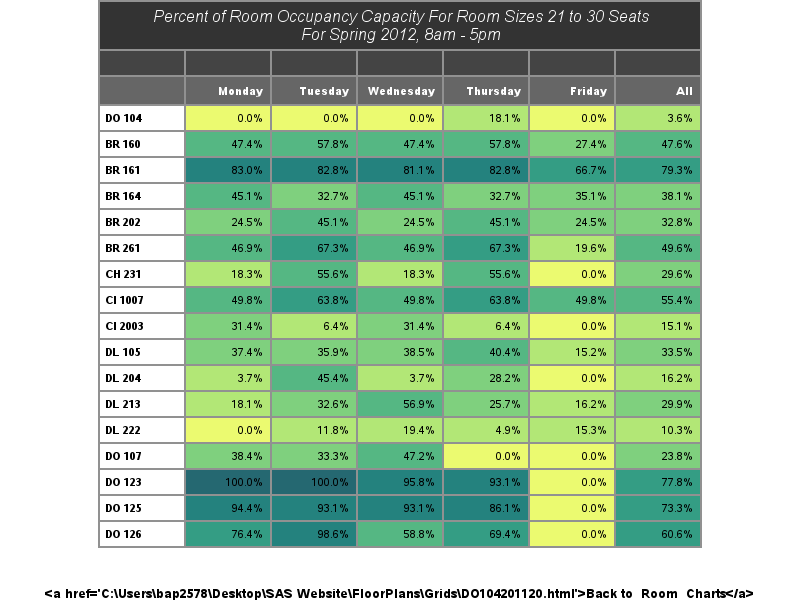 Percent of Room Occupancy Capacity For Room Sizes 21 to 30 Seats
For Spring 2012, 8am - 5pm
Monday Tuesday Wednesday Thursday Friday All
DO 104 0.0% 0.0% 0.0% 18.1% 0.0% 3.6%
BR 160 47.4% 57.8% 47.4% 57.8% 27.4% 47.6%
BR 161 83.0% 82.8% 81.1% 82.8% 66.7% 79.3%
BR 164 45.1% 32.7% 45.1% 32.7% 35.1% 38.1%
BR 202 24.5% 45.1% 24.5% 45.1% 24.5% 32.8%
BR 261 46.9% 67.3% 46.9% 67.3% 19.6% 49.6%
CH 231 18.3% 55.6% 18.3% 55.6% 0.0% 29.6%
CI 1007 49.8% 63.8% 49.8% 63.8% 49.8% 55.4%
CI 2003 31.4% 6.4% 31.4% 6.4% 0.0% 15.1%
DL 105 37.4% 35.9% 38.5% 40.4% 15.2% 33.5%
DL 204 3.7% 45.4% 3.7% 28.2% 0.0% 16.2%
DL 213 18.1% 32.6% 56.9% 25.7% 16.2% 29.9%
DL 222 0.0% 11.8% 19.4% 4.9% 15.3% 10.3%
DO 107 38.4% 33.3% 47.2% 0.0% 0.0% 23.8%
DO 123 100.0% 100.0% 95.8% 93.1% 0.0% 77.8%
DO 125 94.4% 93.1% 93.1% 86.1% 0.0% 73.3%
DO 126 76.4% 98.6% 58.8% 69.4% 0.0% 60.6%
<a href='C:\Users\bap2578\Desktop\SAS Website\FloorPlans\Grids\DO104201120.html'>Back to Room Charts</a>